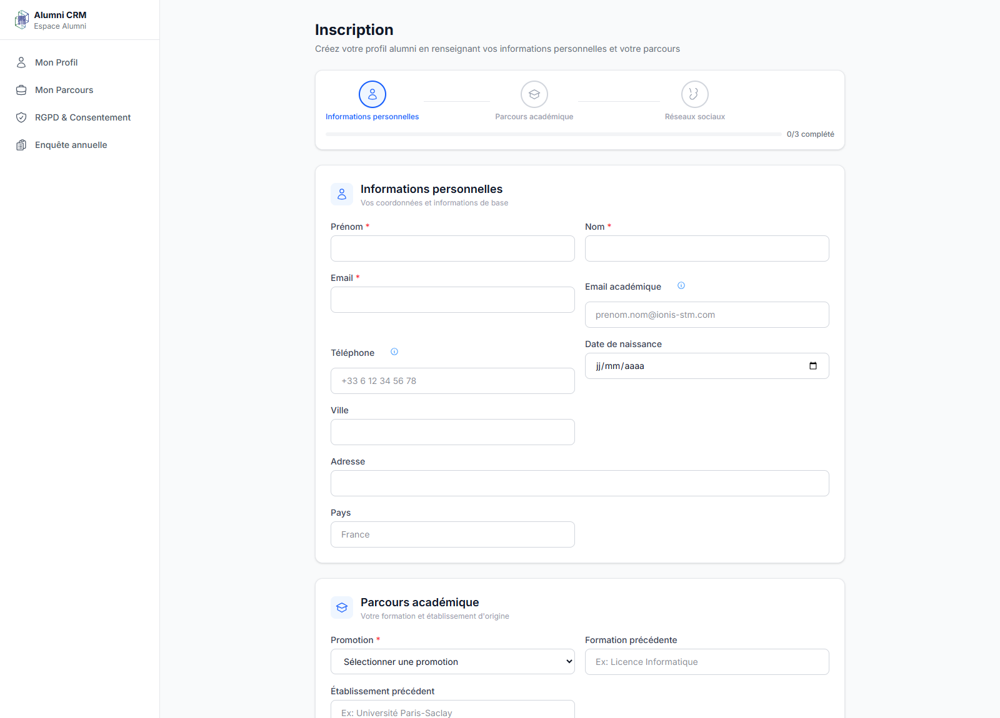 Alumni CRM
Espace Alumni
Mon Profil
Mon Parcours
RGPD & Consentement
Enquête annuelle
Inscription
Créez votre profil alumni en renseignant vos informations personnelles et votre parcours
Informations personnelles
Parcours académique
Réseaux sociaux
0/3 complété
Informations personnelles
Vos coordonnées et informations de base
Prénom *
Nom *
Email *
Email académique
prenom.nom@ionis-stm.com
Téléphone
+33 6 12 34 56 78
Date de naissance
jj/mm/aaaa
Ville
Adresse
Pays
France
Parcours académique
Votre formation et établissement d'origine
Promotion *
Sélectionner une promotion
Formation précédente
Ex: Licence Informatique
Établissement précédent
Ex: Université Paris-Saclay